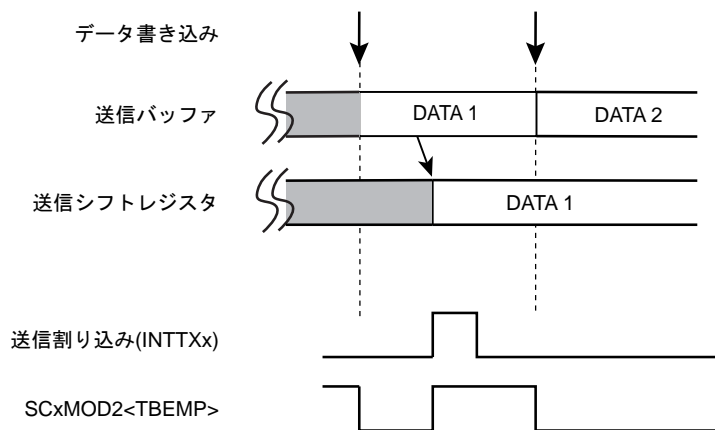 データ書き込み
送信バッファ
DATA 1
DATA 2
送信シフトレジスタ
DATA 1
送信割り込み(INTTXx)
SCxMOD2<TBEMP>